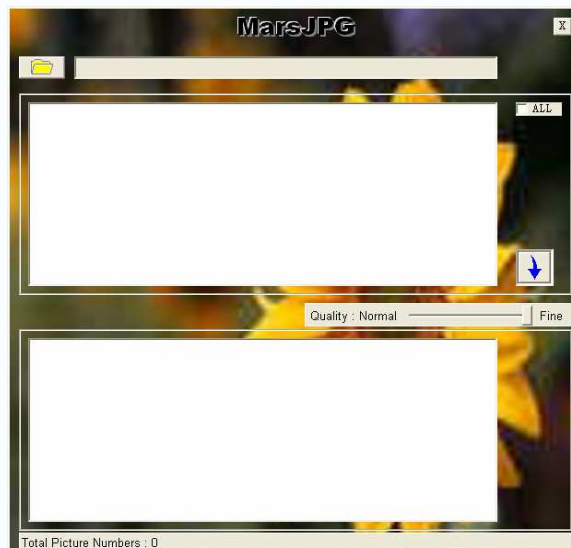 MarsJPG
X
ALL
Quality : Normal Fine
Total Picture Numbers : 0